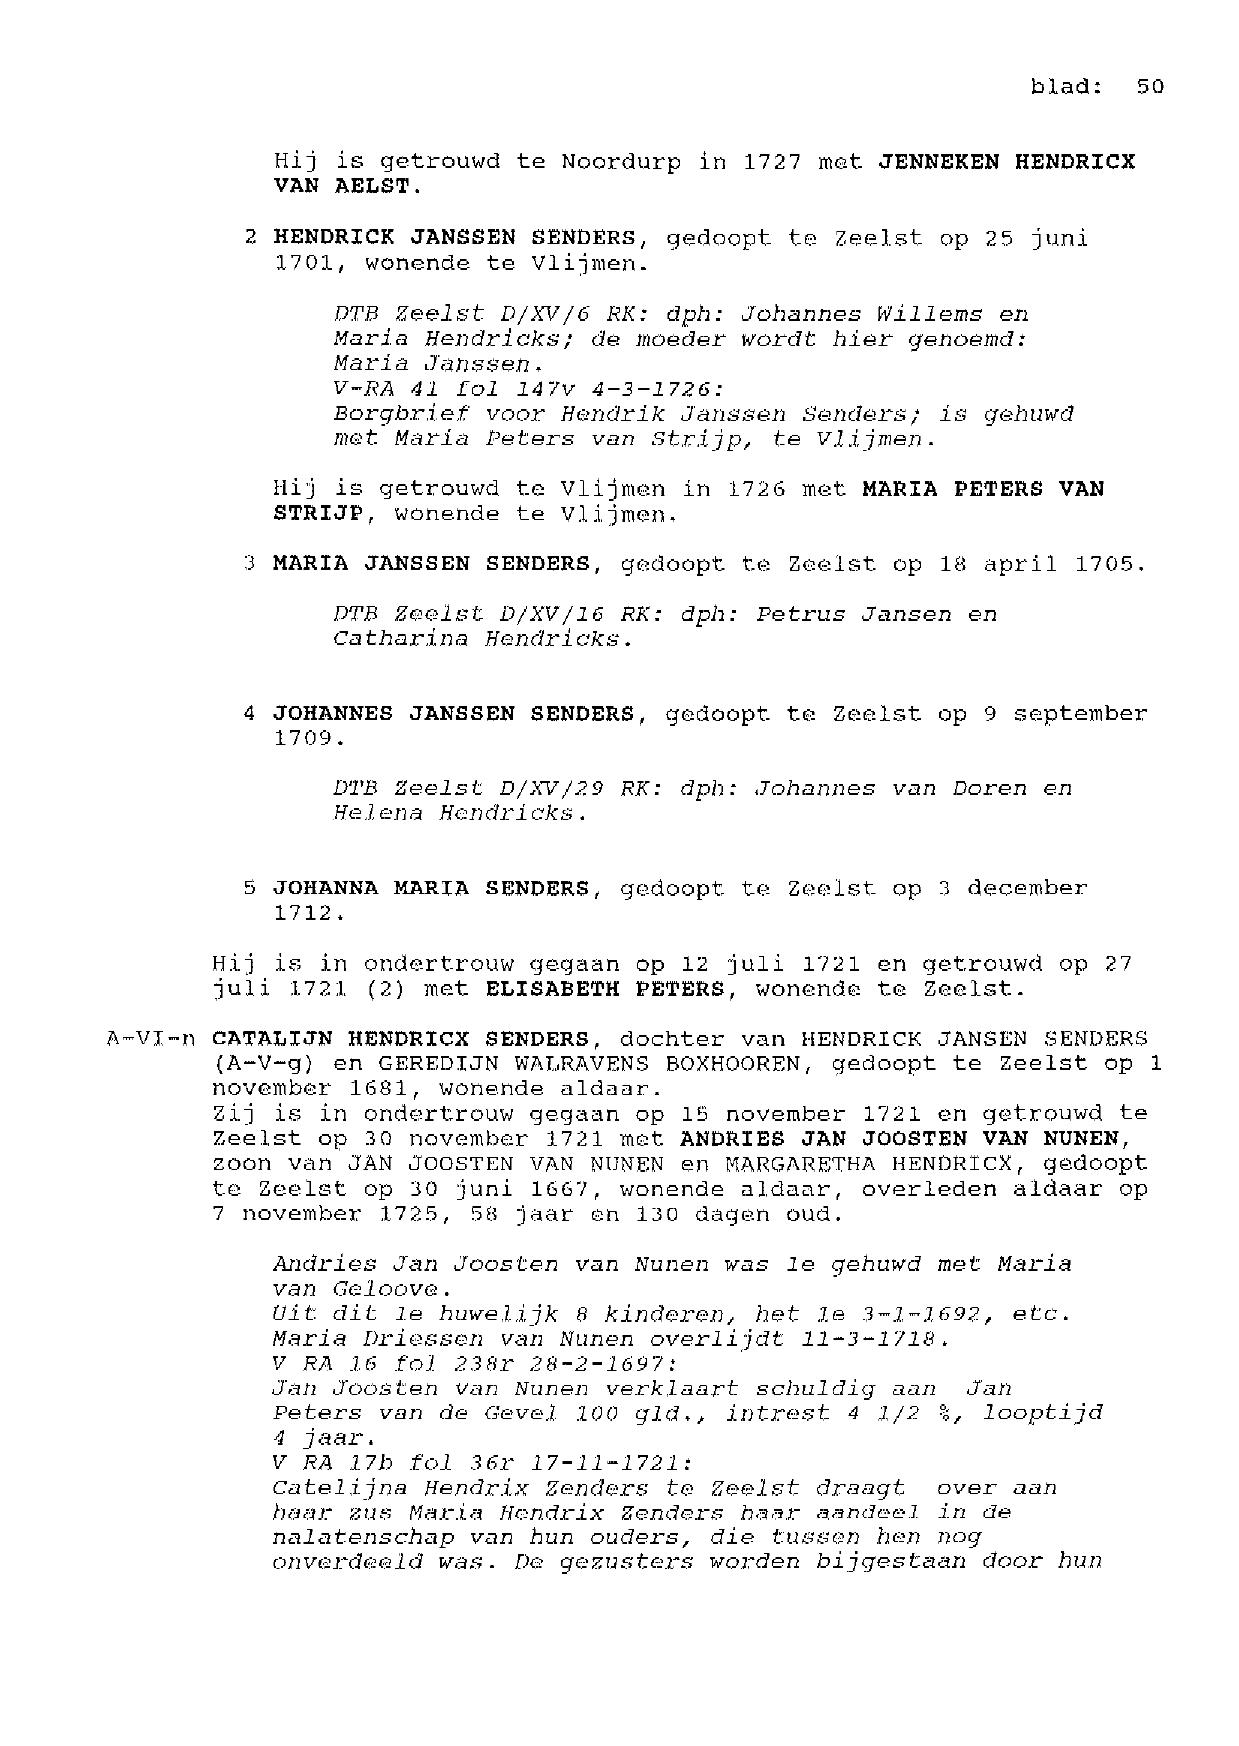 blad: 50
Hij is getrouwd te Noordurp in 1727 met JENNEKEN HENDRICX
VAN AELST.
2 HENDRICK JANSSEN SENDERS, gedoopt te Zeelst op 25 juni
1701, wonende te Vlijmen.
DTB Zeelst D/XV/6 RK: dph: Johannes Willems en
Maria Hendricks; de moeder wordt hier genoemd:
Maria Janssen.
V-RA 41 fol 147v 4-3-1726:
Borgbrief voor Hendrik Janssen Senders; is gehuwd
met Maria Peters van Strijp, te Vlijmen.
Hij is getrouwd te Vlijmen in 1726 met MARIA PETERS VAN
STRIJP, wonende te Vlijmen.
3 MARIA JANSSEN SENDERS, gedoopt te Zeelst op 18 april 1705.
DTB Zeelst D/XV/16 RK: dph: Petrus Jansen en
Catharina Hendricks.
4 JOHANNES JANSSEN SENDERS, gedoopt te Zeelst op 9 september
1709.
DTB Zeelst D/XV/29 RK: dph: Johannes van Doren en
Helena Hendricks.
5 JOHANNA MARIA SENDERS, gedoopt te Zeelst op 3 december
1712.
Hij is in ondertrouw gegaan op 12 juli 1721 en getrouwd op 27
juli 1721 (2) met ELISABETH PETERS, wonende te Zeelst.
A-VI-n CATALIJN HENDRICX SENDERS, dochter van HENDRICK JANSEN SENDERS
(A-V-g) en GEREDIJN WALRAVENS BOXHOOREN, gedoopt te Zeelst op 1
november 1681, wonende aldaar.
Zij is in ondertrouw gegaan op 15 november 1721 en getrouwd te
Zeelst op 30 november 1721 met ANDRIES JAN JOOSTEN VAN NUNEN,
zoon van JAN JOOSTEN VAN NUNEN en MARGARETHA HENDRICX, gedoopt
te Zeelst op 30 juni 1667, wonende aldaar, overleden aldaar op
7 november 1725, 58 jaar en 130 dagen oud.
Andries Jan Joosten van Nunen was 1e gehuwd met Maria
van Geloove.
Uit dit 1e huwelijk 8 kinderen, het 1e 3-1-1692, etc.
Maria Driessen van Nunen overlijdt 11-3-1718.
V RA 16 fol 238r 28-2-1697:
Jan Joosten van Nunen verklaart schuldig aan Jan
Peters van de Gevel 100 gld., intrest 4 1/2 %, looptijd
4 jaar.
V RA 17b fol 36r 17-11-1721:
Catelijna Hendrix Zenders te Zeelst draagt over aan
haar zus Maria Hendrix Zenders haar aandeel in de
nalatenschap van hun ouders, die tussen hen nog
onverdeeld was. De gezusters worden bijgestaan door hun